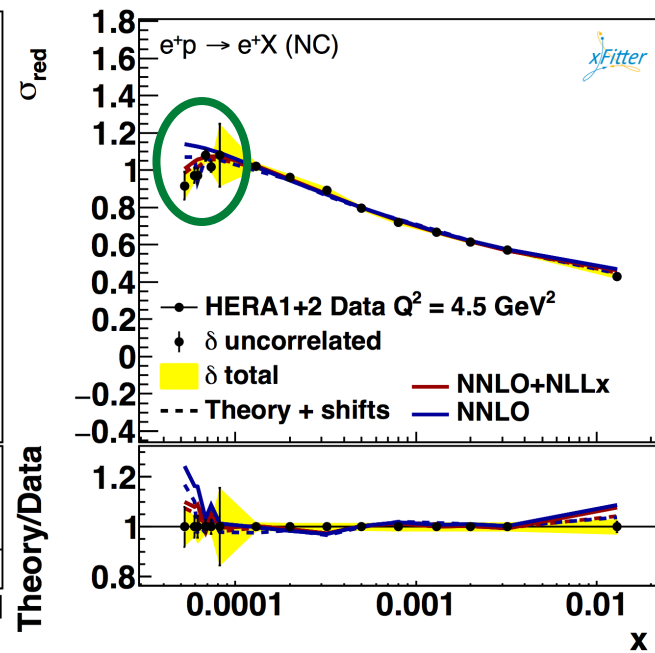 σred
1.8
1.6
1.4
1.2
1
0.8
0.6
0.4
0.2
0
−0.2
−0.4
e⁺p → e⁺X (NC)
xFitter
HERA1+2 Data Q² = 4.5 GeV²
δ uncorrelated
δ total
Theory + shifts
NNLO+NLLx
NNLO
Theory/Data
1.2
1
0.8
0.0001
0.001
0.01
x